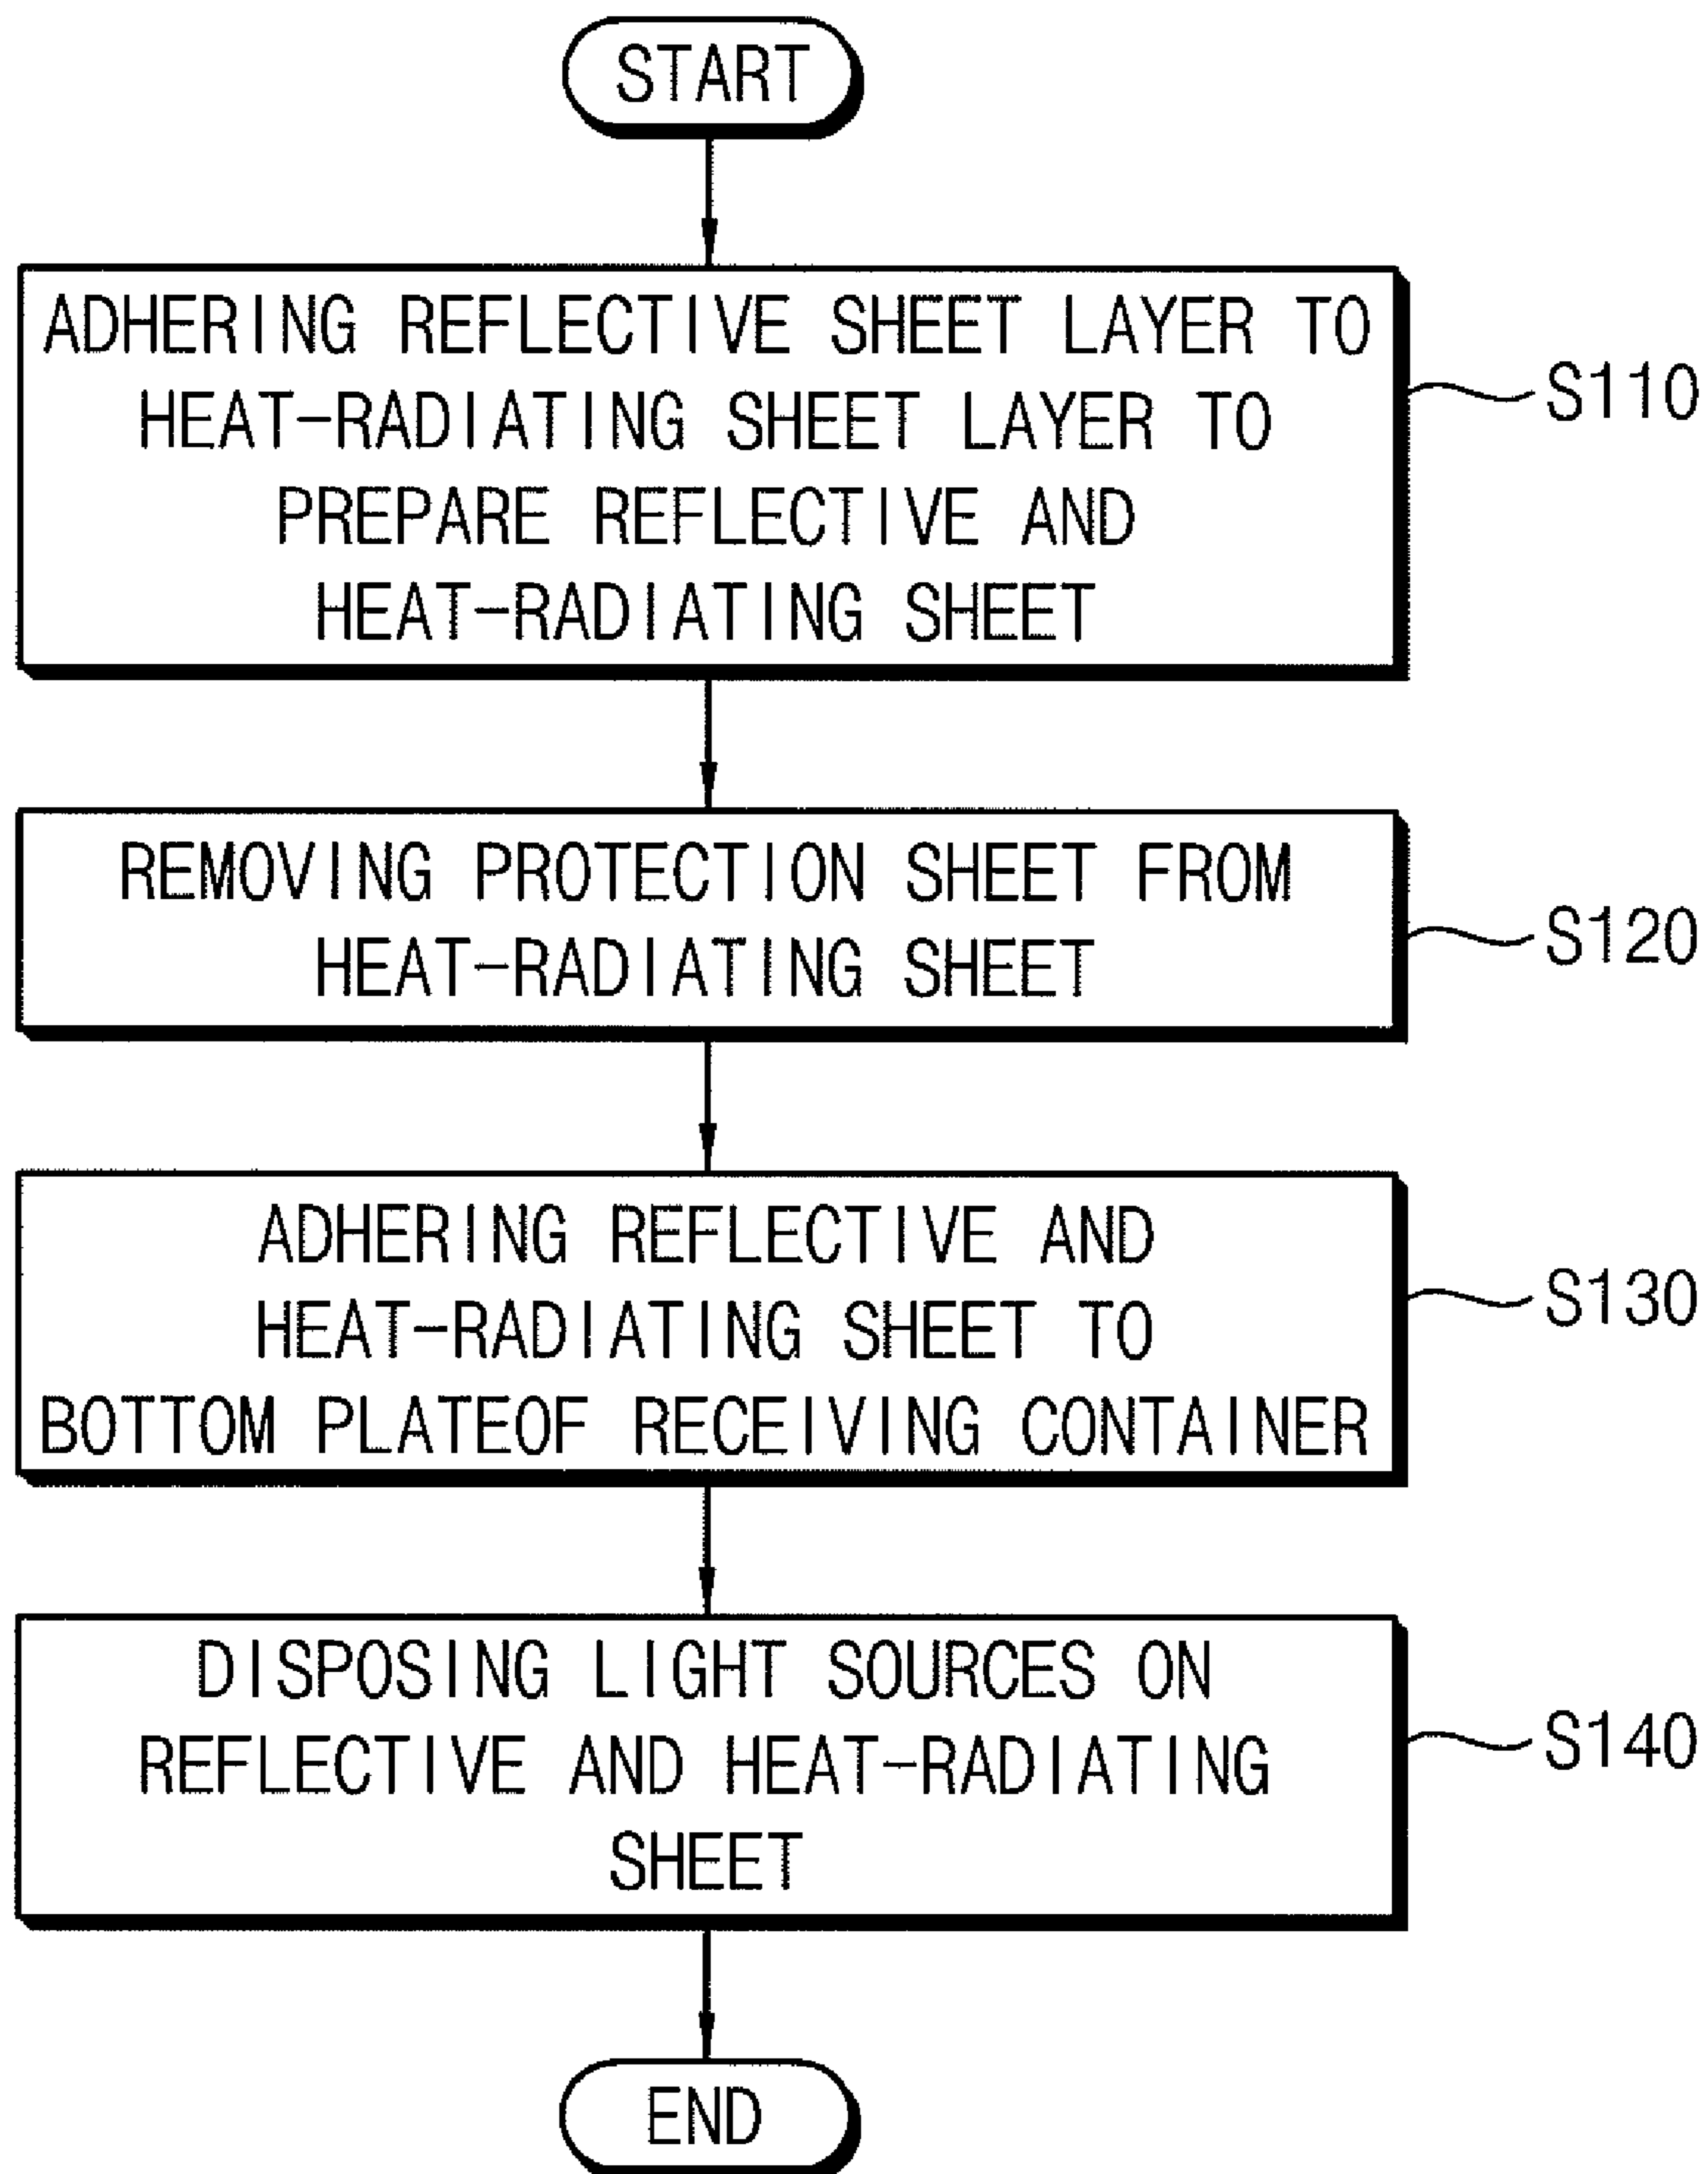 START
ADHERING REFLECTIVE SHEET LAYER TO
HEAT-RADIATING SHEET LAYER TO
PREPARE REFLECTIVE AND
HEAT-RADIATING SHEET
S110
REMOVING PROTECTION SHEET FROM
HEAT-RADIATING SHEET
S120
ADHERING REFLECTIVE AND
HEAT-RADIATING SHEET TO
BOTTOM PLATEOF RECEIVING CONTAINER
S130
DISPOSING LIGHT SOURCES ON
REFLECTIVE AND HEAT-RADIATING
SHEET
S140
END